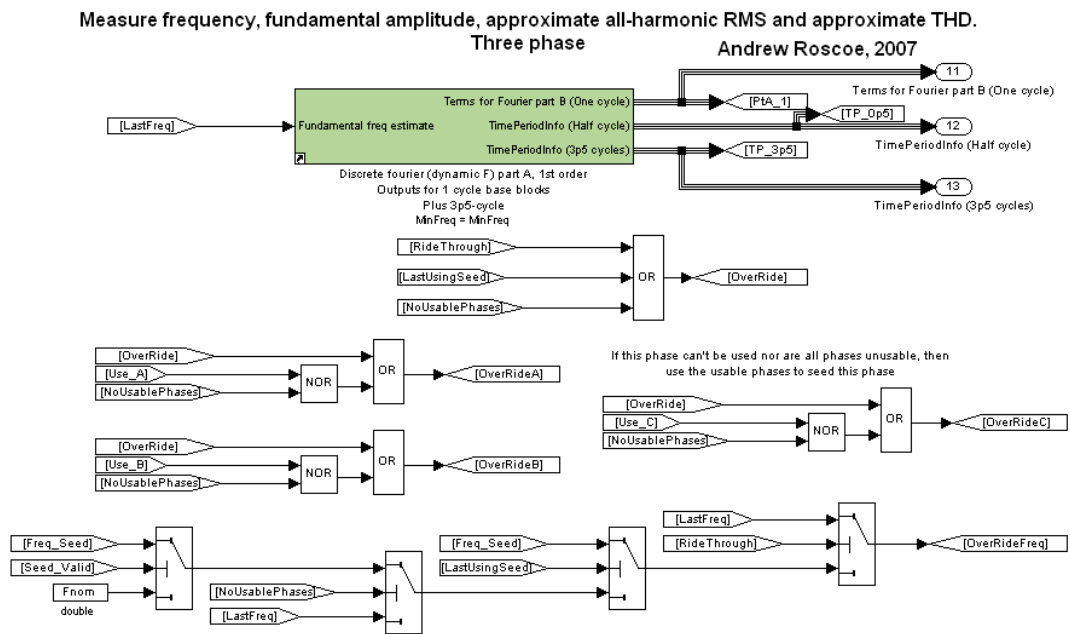 Measure frequency, fundamental amplitude, approximate all-harmonic RMS and approximate THD.
Three phase
Andrew Roscoe, 2007
[LastFreq]
Fundamental freq estimate
Terms for Fourier part B (One cycle)
TimePeriodInfo (Half cycle)
TimePeriodInfo (3p5 cycles)
[PtA_1]
[TP_0p5]
[TP_3p5]
11
Terms for Fourier part B (One cycle)
12
TimePeriodInfo (Half cycle)
13
TimePeriodInfo (3p5 cycles)
Discrete fourier (dynamic F) part A, 1st order
Outputs for 1 cycle base blocks
Plus 3p5-cycle
MinFreq = MinFreq
[RideThrough]
[LastUsingSeed]
[NoUsablePhases]
OR
[OverRide]
[OverRide]
[Use_A]
[NoUsablePhases]
NOR
OR
[OverRideA]
If this phase can't be used nor are all phases unusable, then
use the usable phases to seed this phase
[OverRide]
[Use_C]
[NoUsablePhases]
NOR
OR
[OverRideC]
[OverRide]
[Use_B]
[NoUsablePhases]
NOR
OR
[OverRideB]
[Freq_Seed]
[Seed_Valid]
Fnom
double
[NoUsablePhases]
[LastFreq]
[Freq_Seed]
[LastUsingSeed]
[LastFreq]
[RideThrough]
[OverRideFreq]